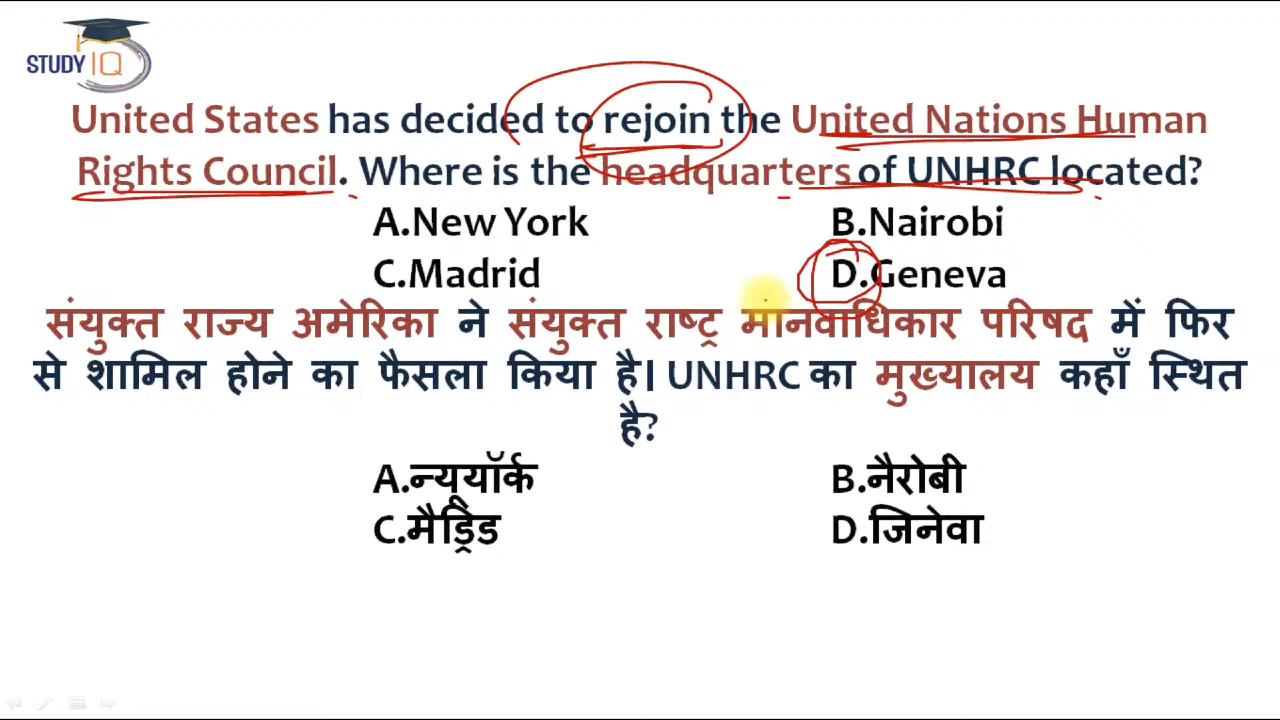 STUDY IQ
United States has decided to rejoin the United Nations Human
Rights Council. Where is the headquarters of UNHRC located?
A.New York B.Nairobi
C.Madrid D.Geneva
संयुक्त राज्य अमेरिका ने संयुक्त राष्ट्र मानवाधिकार परिषद में फिर
से शामिल होने का फैसला किया है। UNHRC का मुख्यालय कहाँ स्थित
है?
A.न्यूयॉर्क B.नैरोबी
C.मैड्रिड D.जिनेवा